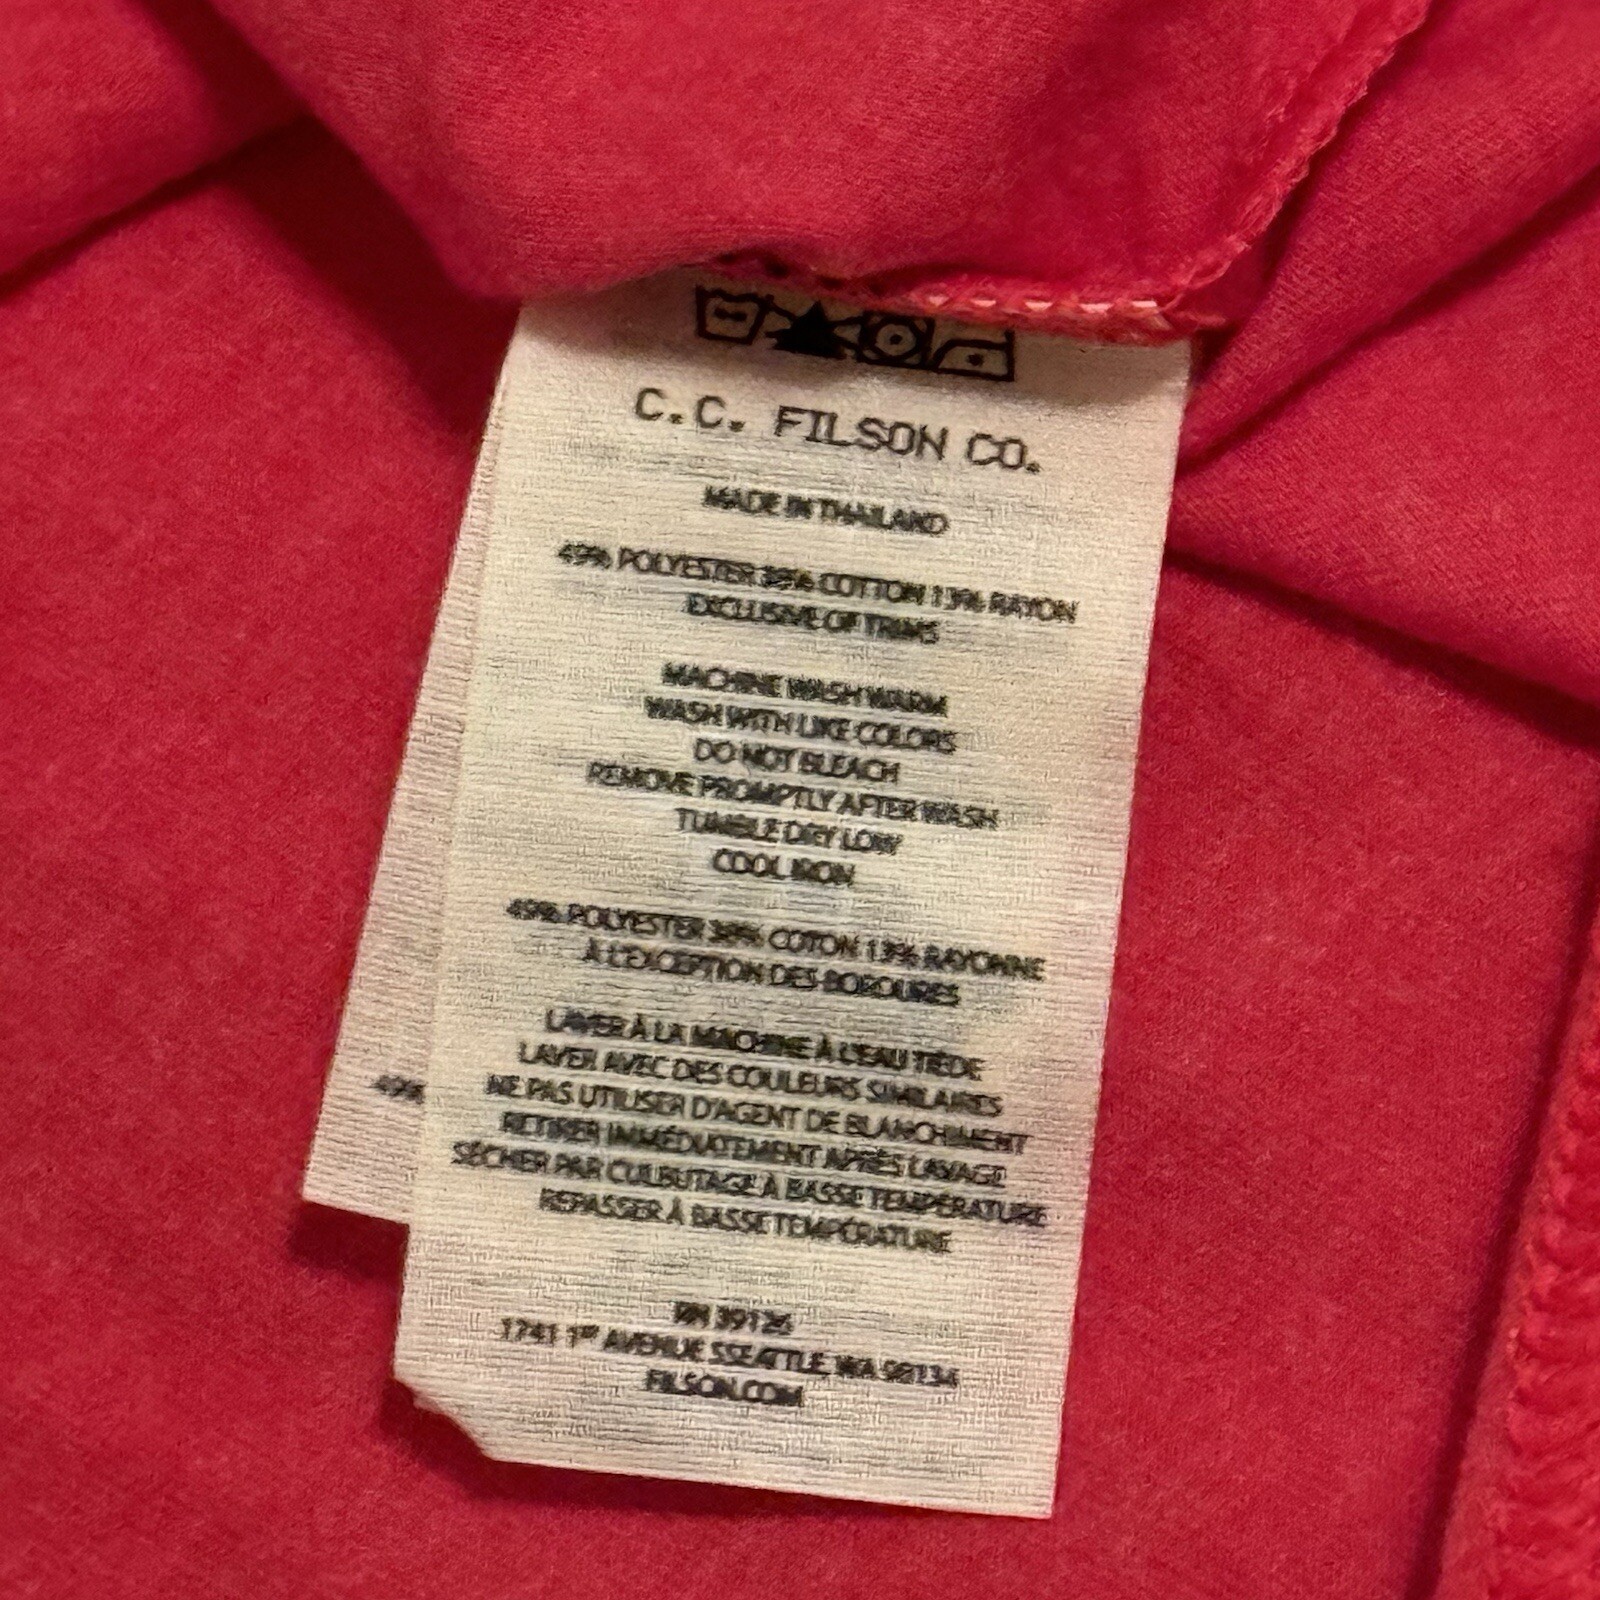 C.C. FILSON CO.
MADE IN THAILAND
49% POLYESTER 38% COTTON 13% RAYON
EXCLUSIVE OF TRIMS
MACHINE WASH WARM
WASH WITH LIKE COLORS
DO NOT BLEACH
REMOVE PROMPTLY AFTER WASH
TUMBLE DRY LOW
COOL IRON
49% POLYESTER 38% COTON 13% RAYONNE
À L'EXCEPTION DES BORDURES
LAVER À LA MACHINE À L'EAU TIÈDE
LAVER AVEC DES COULEURS SIMILAIRES
NE PAS UTILISER D'AGENT DE BLANCHIMENT
RETIRER IMMÉDIATEMENT APRÈS LAVAGE
SÉCHER PAR CULBUTAGE À BASSE TEMPÉRATURE
REPASSER À BASSE TEMPÉRATURE
49%
RN 39126
1741 1ST AVENUE SSEATTLE, WA 98134
FILSON.COM